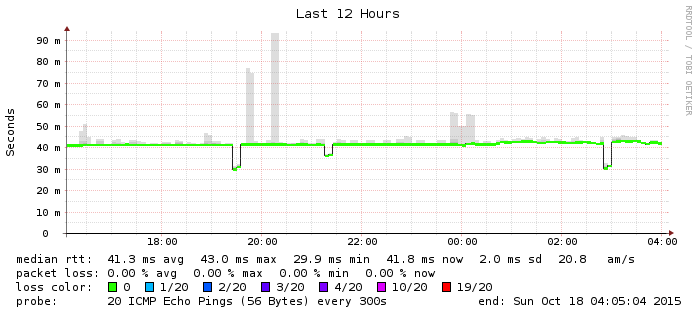 Last 12 Hours
RRDTOOL / TOBI OETIKER
Seconds
90 m
80 m
70 m
60 m
50 m
40 m
30 m
20 m
10 m
0
18:00 20:00 22:00 00:00 02:00 04:00
median rtt: 41.3 ms avg 43.0 ms max 29.9 ms min 41.8 ms now 2.0 ms sd 20.8 am/s
packet loss: 0.00 % avg 0.00 % max 0.00 % min 0.00 % now
loss color: 0 1/20 2/20 3/20 4/20 10/20 19/20
probe: 20 ICMP Echo Pings (56 Bytes) every 300s end: Sun Oct 18 04:05:04 2015